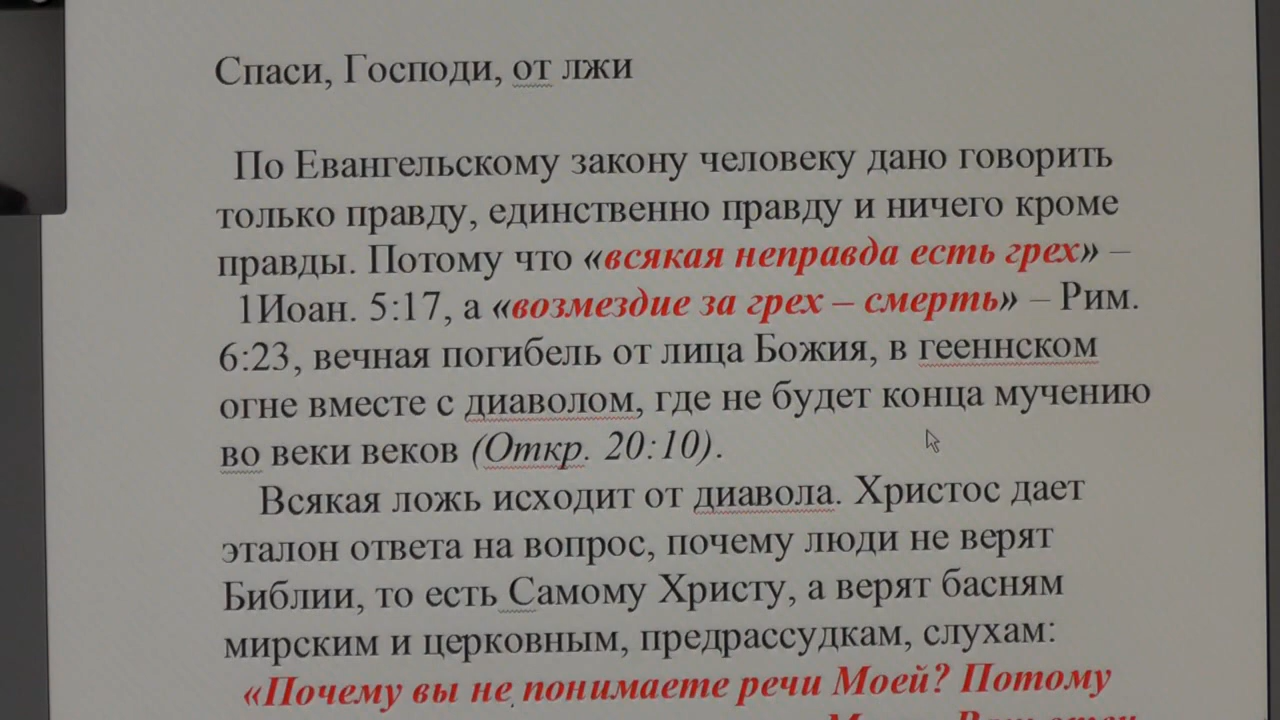 Спаси, Господи, от лжи
По Евангельскому закону человеку дано говорить
только правду, единственно правду и ничего кроме
правды. Потому что «всякая неправда есть грех» –
1Иоан. 5:17, а «возмездие за грех – смерть» – Рим.
6:23, вечная погибель от лица Божия, в гееннском
огне вместе с диаволом, где не будет конца мучению
во веки веков (Откр. 20:10).
Всякая ложь исходит от диавола. Христос дает
эталон ответа на вопрос, почему люди не верят
Библии, то есть Самому Христу, а верят басням
мирским и церковным, предрассудкам, слухам:
«Почему вы не понимаете речи Моей? Потому